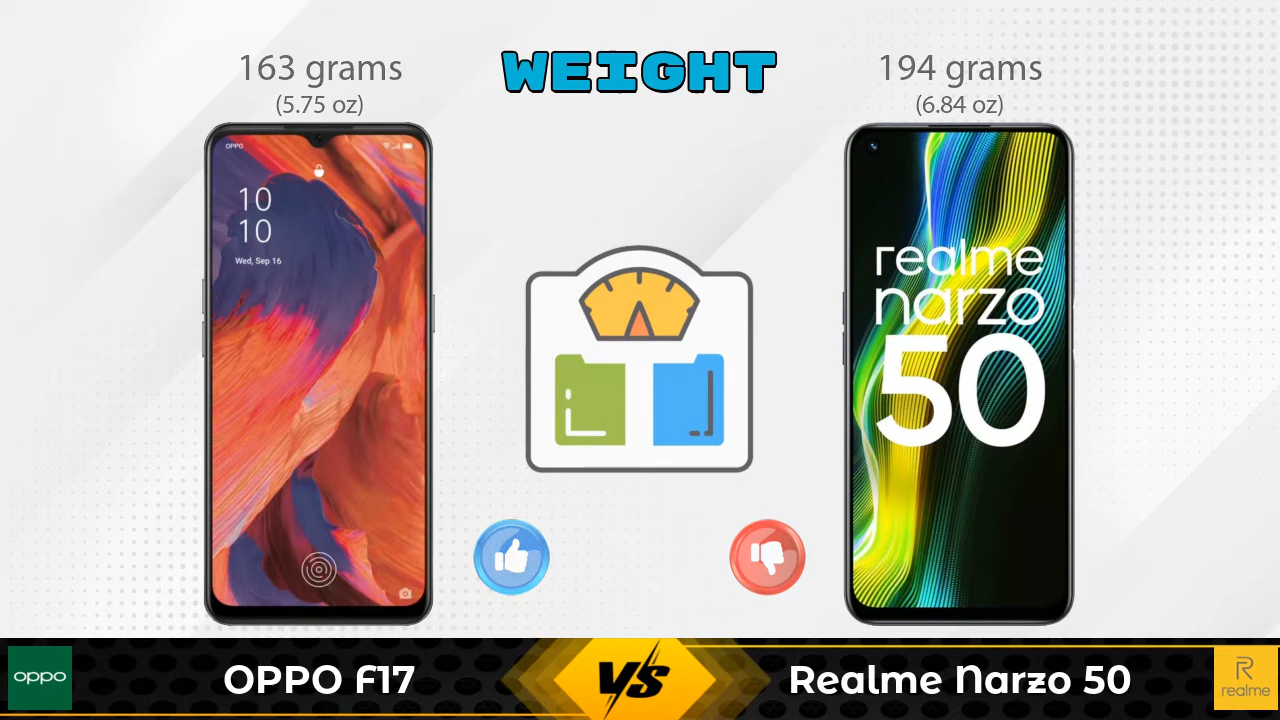 WEIGHT
163 grams
(5.75 oz)
194 grams
(6.84 oz)
OPPO
10
10
Wed, Sep 16
realme
narzo
50
oppo
OPPO F17
VS
Realme Narzo 50
R
realme